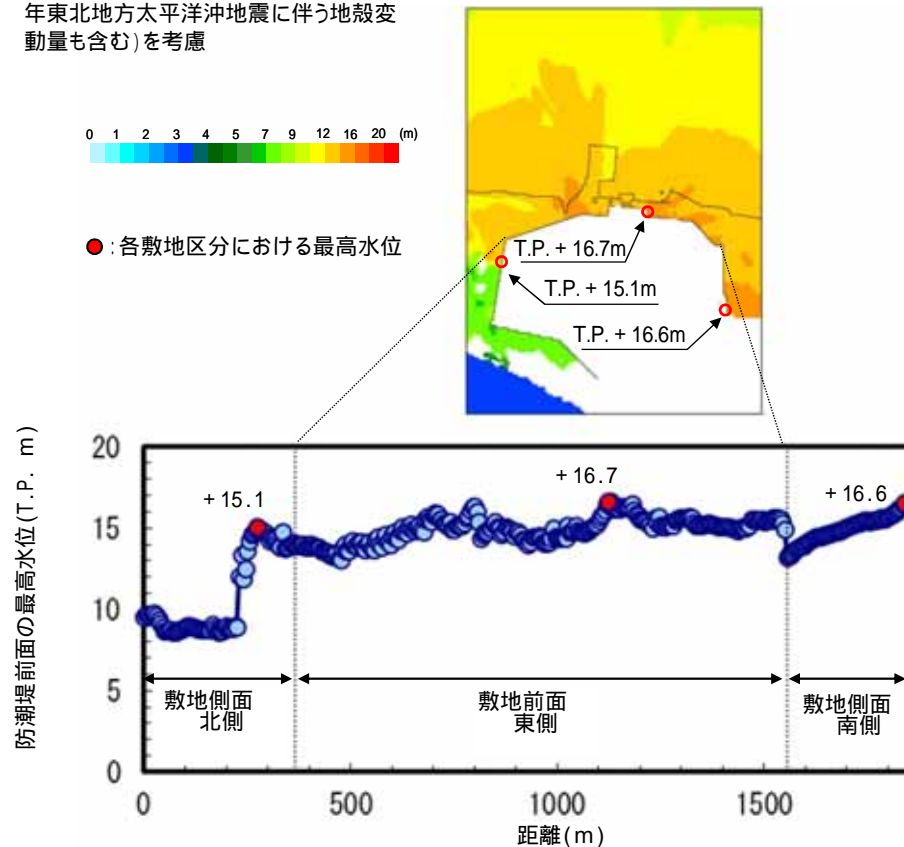 年東北地方太平洋沖地震に伴う地殻変
動量も含む)を考慮
0 1 2 3 4 5 7 9 12 16 20 (m)
:各敷地区分における最高水位
T.P. + 16.7m
T.P. + 15.1m
T.P. + 16.6m
防潮堤前面の最高水位(T.P. m)
20
15
10
5
0
+15.1
+16.7
+16.6
敷地側面
北側
敷地前面
東側
敷地側面
南側
0 500 1000 1500
距離(m)